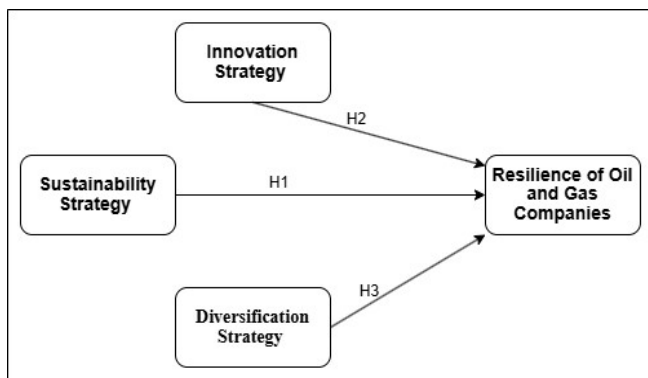 Innovation
Strategy
H2
Sustainability
Strategy
H1
Resilience of Oil
and Gas
Companies
H3
Diversification
Strategy